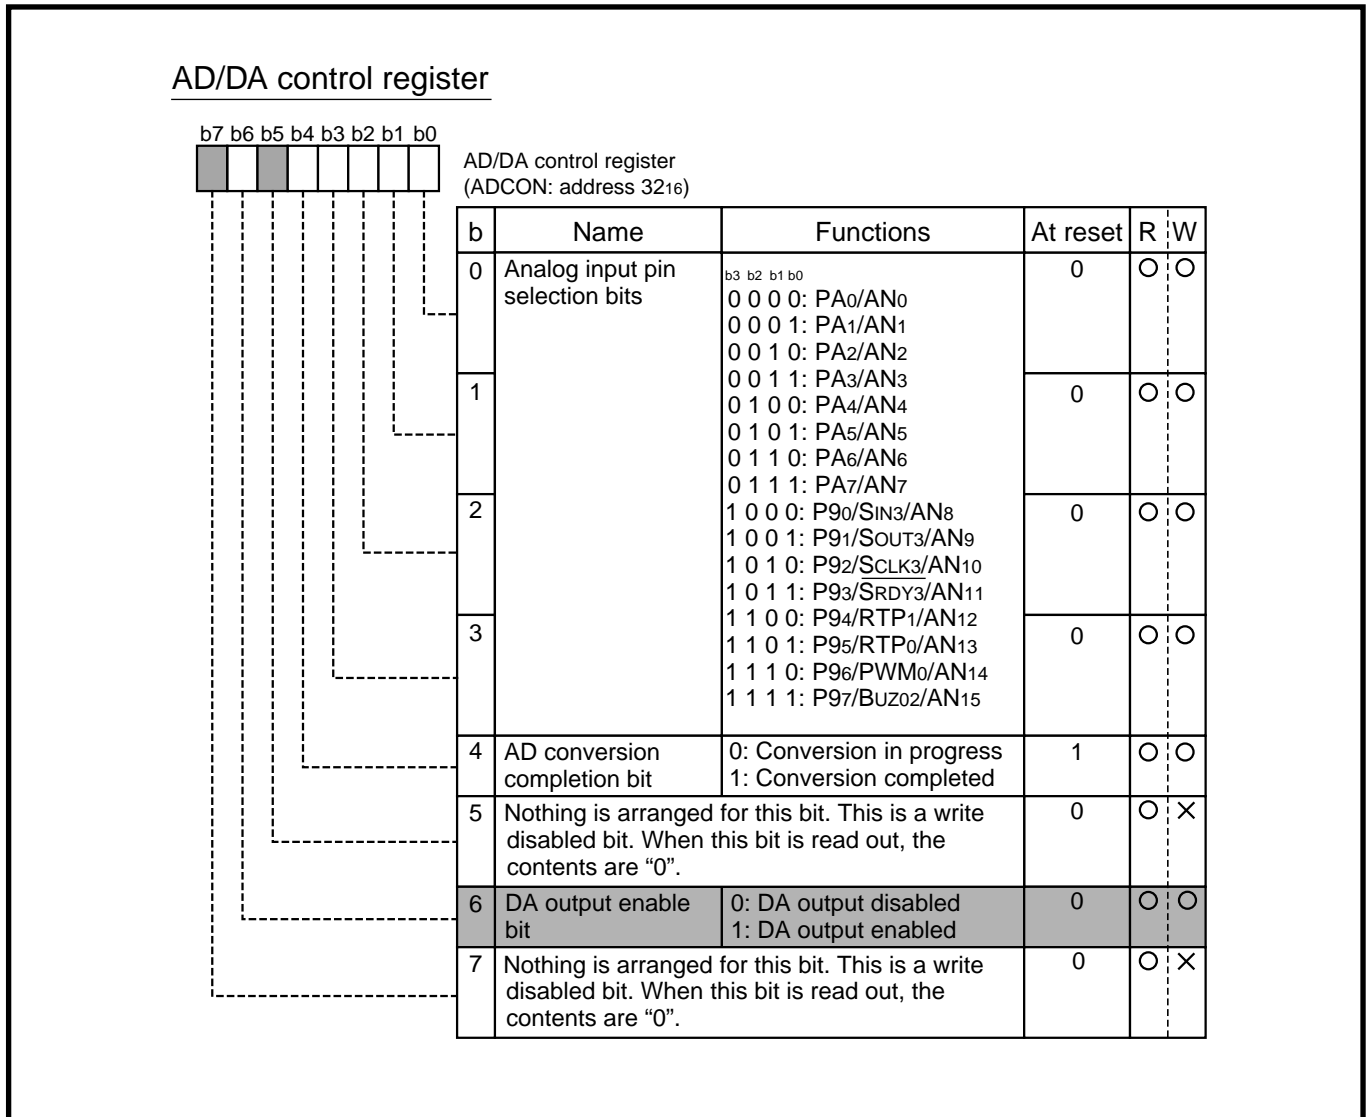 AD/DA control register
b7 b6 b5 b4 b3 b2 b1 b0
AD/DA control register
(ADCON: address 3216)
b Name Functions At reset R W
0 Analog input pin selection bits 0 O O
b3 b2 b1 b0
0 0 0 0: PA0/AN0
0 0 0 1: PA1/AN1
0 0 1 0: PA2/AN2
0 0 1 1: PA3/AN3
1 0 O O
0 1 0 0: PA4/AN4
0 1 0 1: PA5/AN5
0 1 1 0: PA6/AN6
0 1 1 1: PA7/AN7
2 0 O O
1 0 0 0: P90/SIN3/AN8
1 0 0 1: P91/SOUT3/AN9
1 0 1 0: P92/SCLK3/AN10
1 0 1 1: P93/SRDY3/AN11
1 1 0 0: P94/RTP1/AN12
3 0 O O
1 1 0 1: P95/RTP0/AN13
1 1 1 0: P96/PWM0/AN14
1 1 1 1: P97/BUZ02/AN15
4 AD conversion 0: Conversion in progress 1 O O
completion bit 1: Conversion completed
5 Nothing is arranged for this bit. This is a write 0 O ×
disabled bit. When this bit is read out, the
contents are “0”.
6 DA output enable 0: DA output disabled 0 O O
bit 1: DA output enabled
7 Nothing is arranged for this bit. This is a write 0 O ×
disabled bit. When this bit is read out, the
contents are “0”.